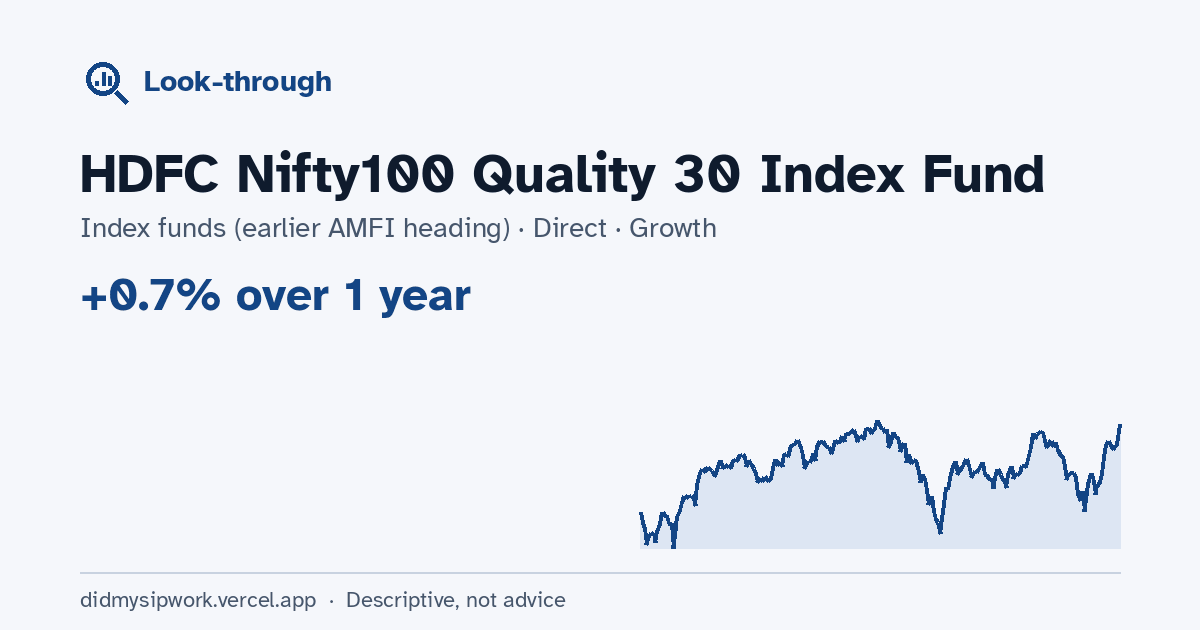 Look-through
HDFC Nifty100 Quality 30 Index Fund
Index funds (earlier AMFI heading) · Direct · Growth
+0.7% over 1 year
didmysipwork.vercel.app · Descriptive, not advice